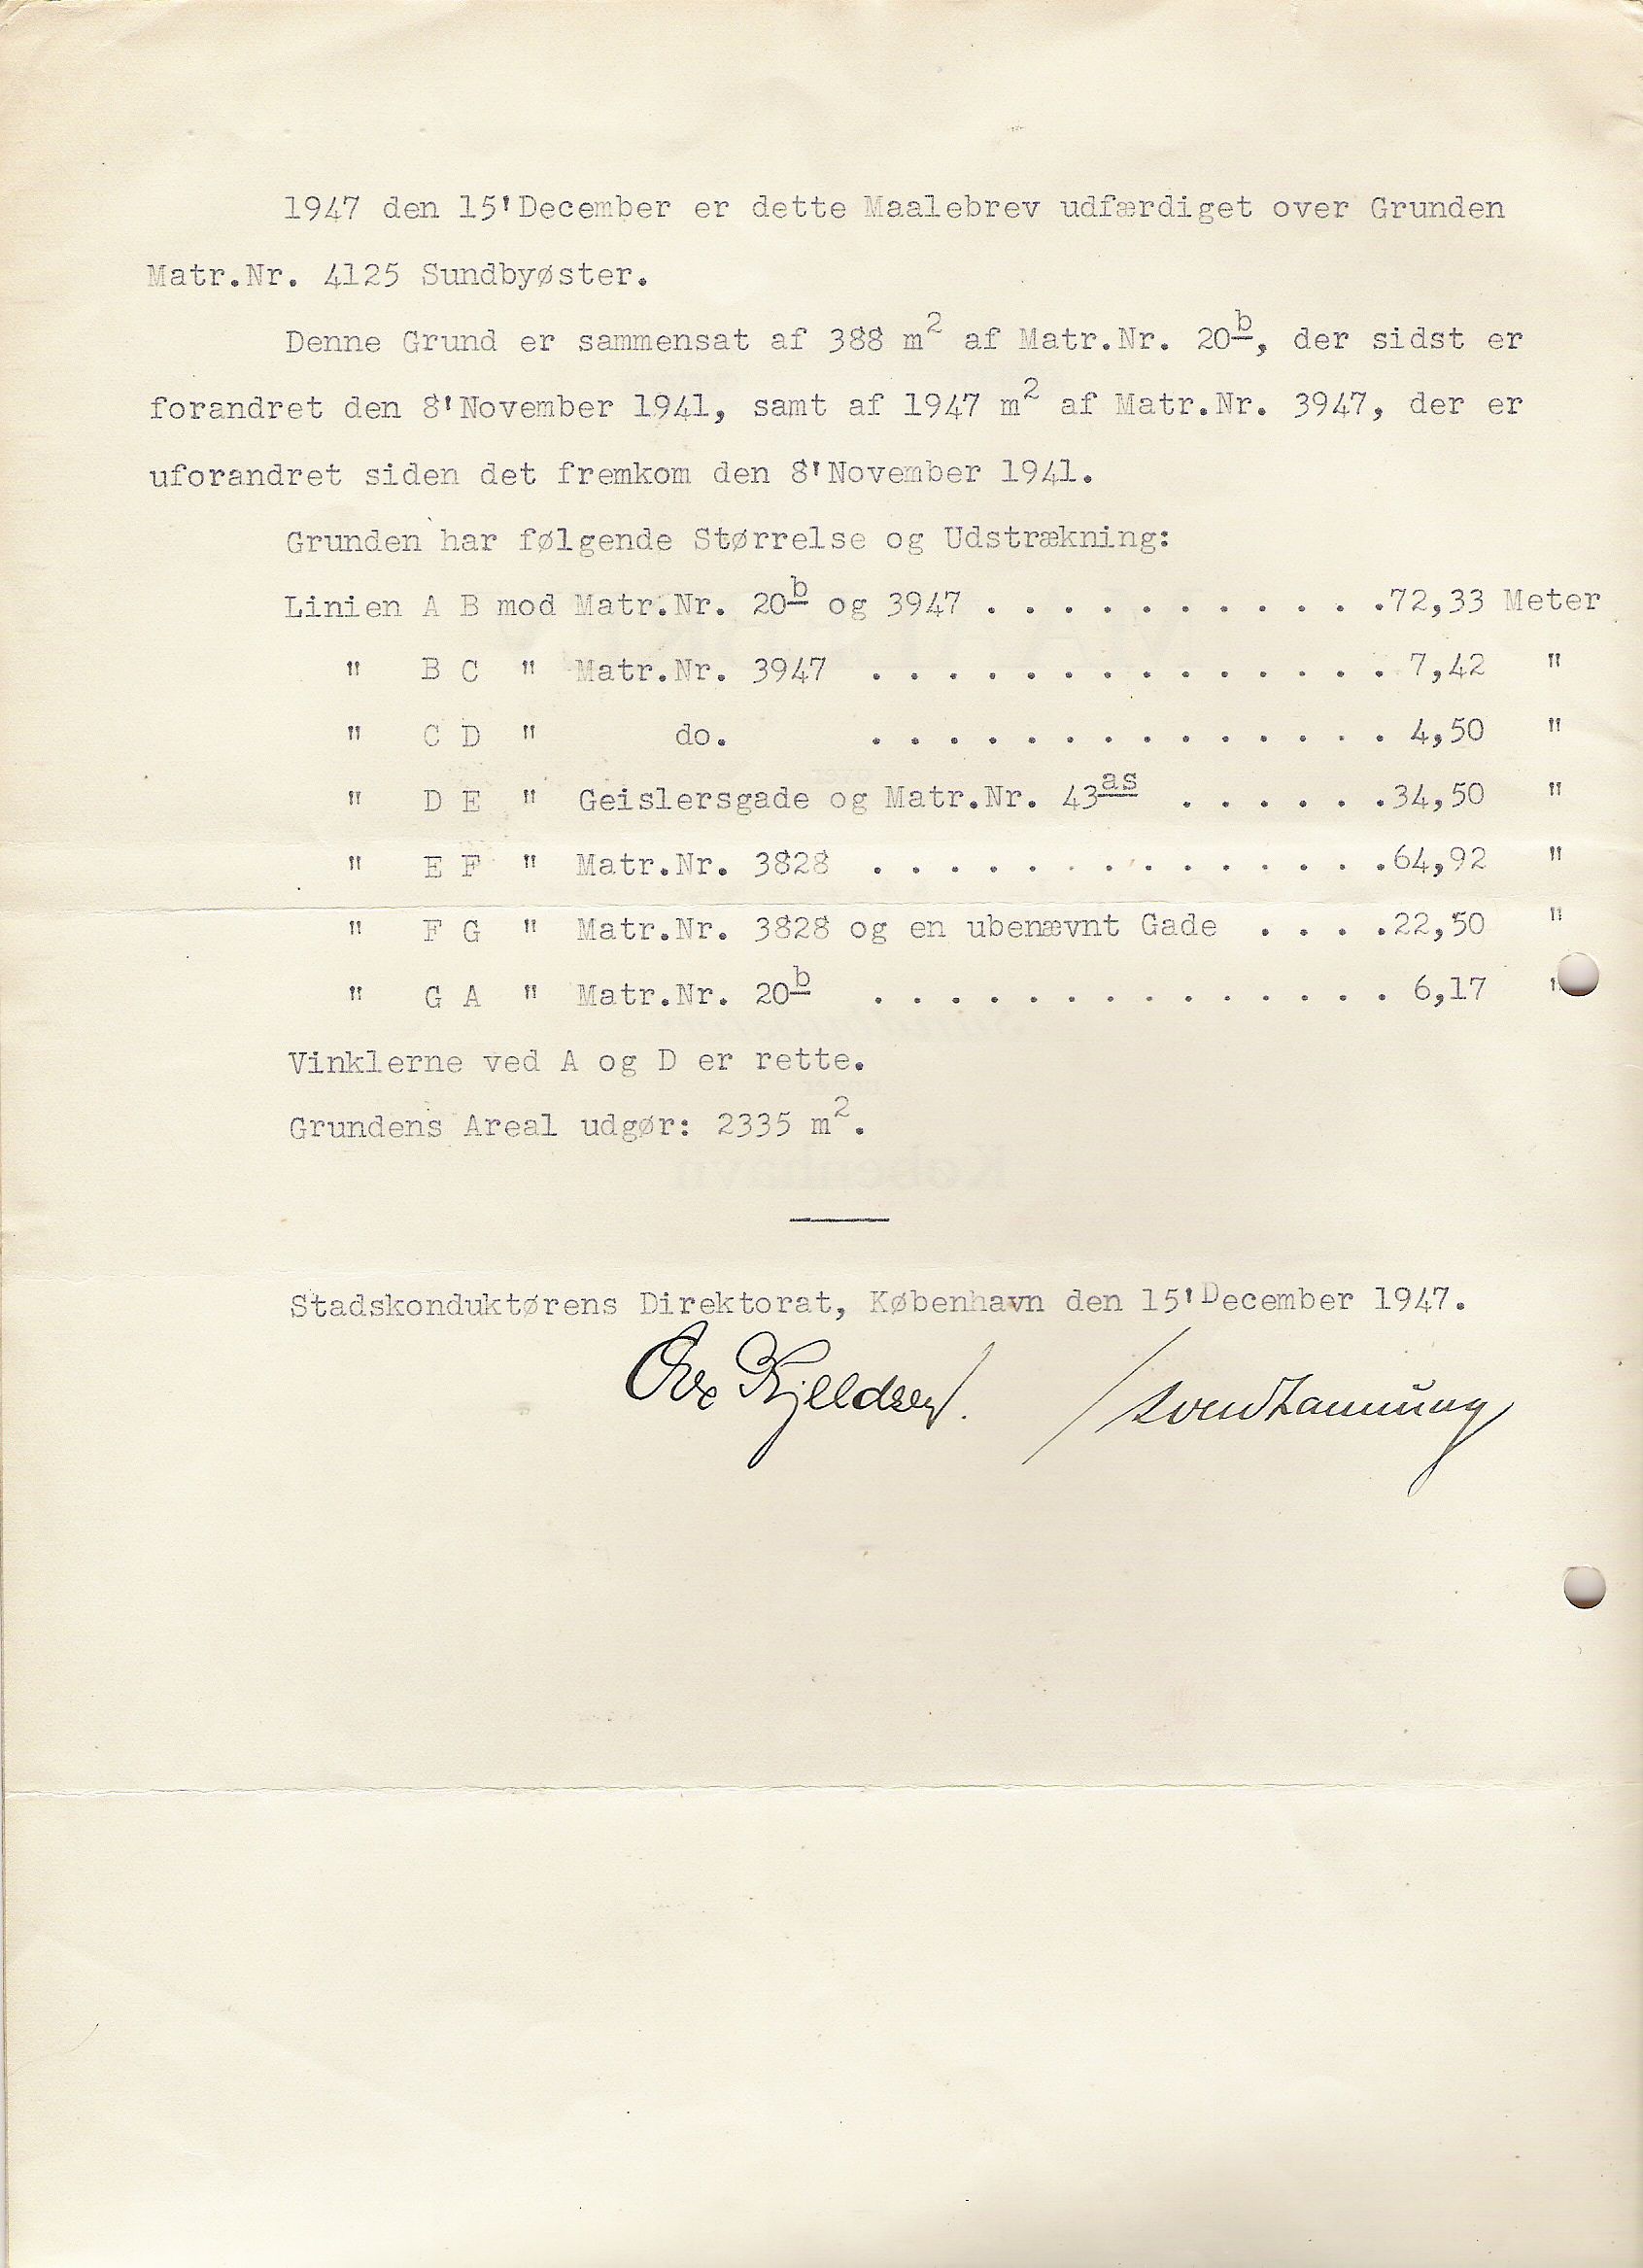 1947 den 15' December er dette Maalebrev udfærdiget over Grunden
Matr.Nr. 4125 Sundbyøster.
Denne Grund er sammensat af 388 m² af Matr.Nr. 20b, der sidst er
forandret den 8' November 1941, samt af 1947 m² af Matr.Nr. 3947, der er
uforandret siden det fremkom den 8' November 1941.
Grunden har følgende Størrelse og Udstrækning:
Linien A B mod Matr.Nr. 20b og 3947 . . . . . . . . . . .72,33 Meter
" B C " Matr.Nr. 3947 . . . . . . . . . . . . . . 7,42 "
" C D " do. . . . . . . . . . . . . . . 4,50 "
" D E " Geislersgade og Matr.Nr. 43as . . . . . .34,50 "
" E F " Matr.Nr. 3828 . . . . . . . . . . . . . .64,92 "
" F G " Matr.Nr. 3828 og en ubenævnt Gade . . . .22,50 "
" G A " Matr.Nr. 20b . . . . . . . . . . . . . . 6,17 "
Vinklerne ved A og D er rette.
Grundens Areal udgør: 2335 m².
Stadskonduktørens Direktorat, København den 15' December 1947.
Ove Kjeldsen. / Svend Lannung